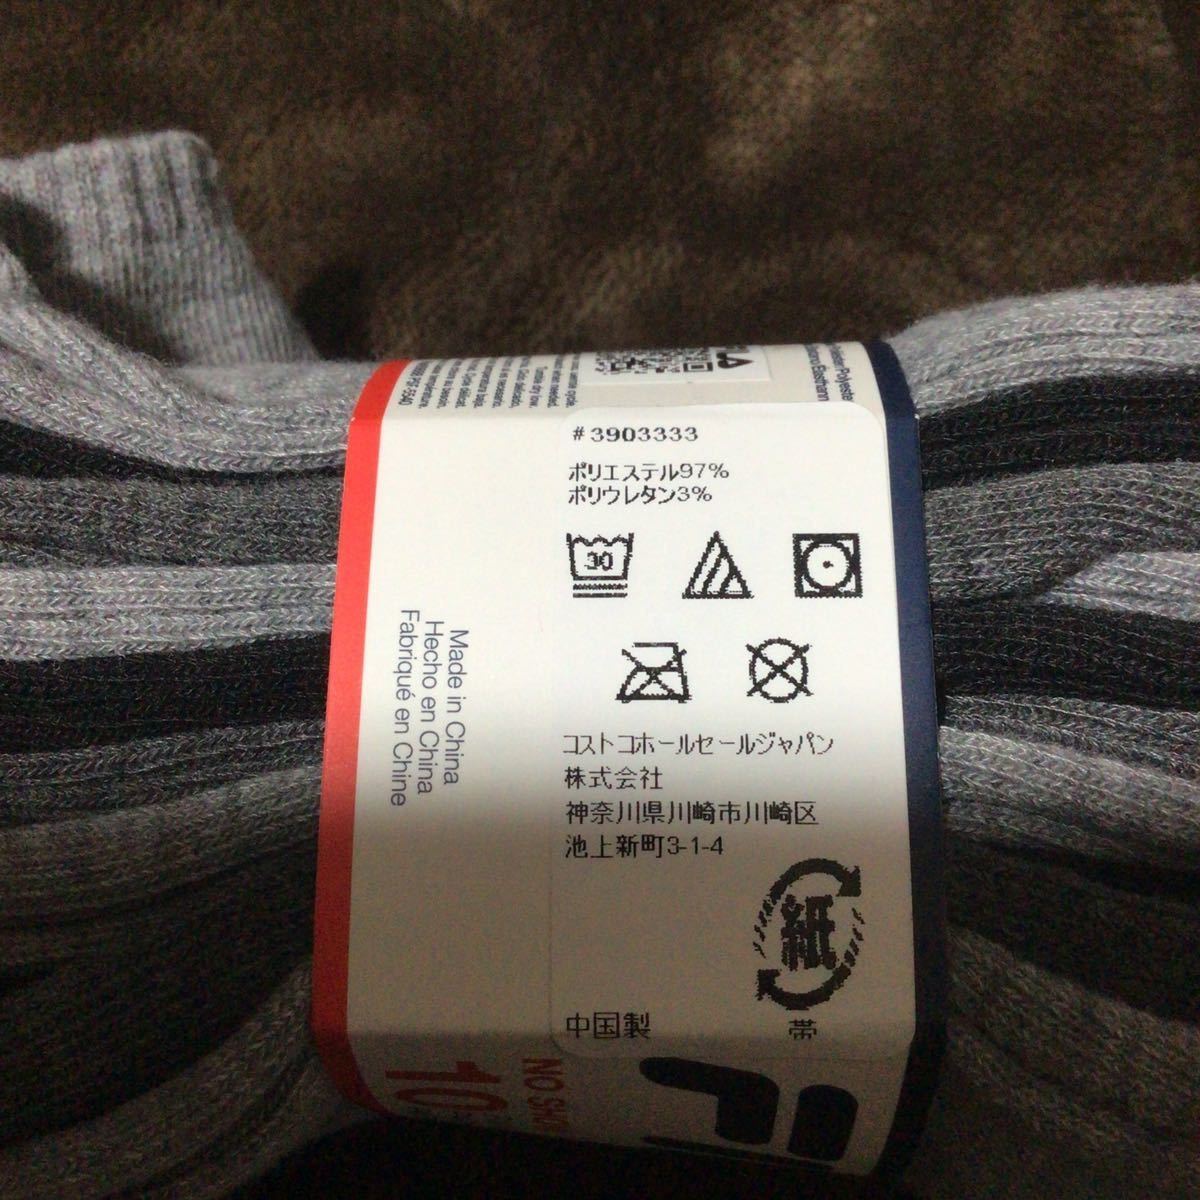 #3903333
ポリエステル97%
ポリウレタン3%
30
コストコホールセールジャパン
株式会社
神奈川県川崎市川崎区
池上新町3-1-4
紙
帯
中国製
Made in China
Hecho en China
Fabriqué en Chine
10